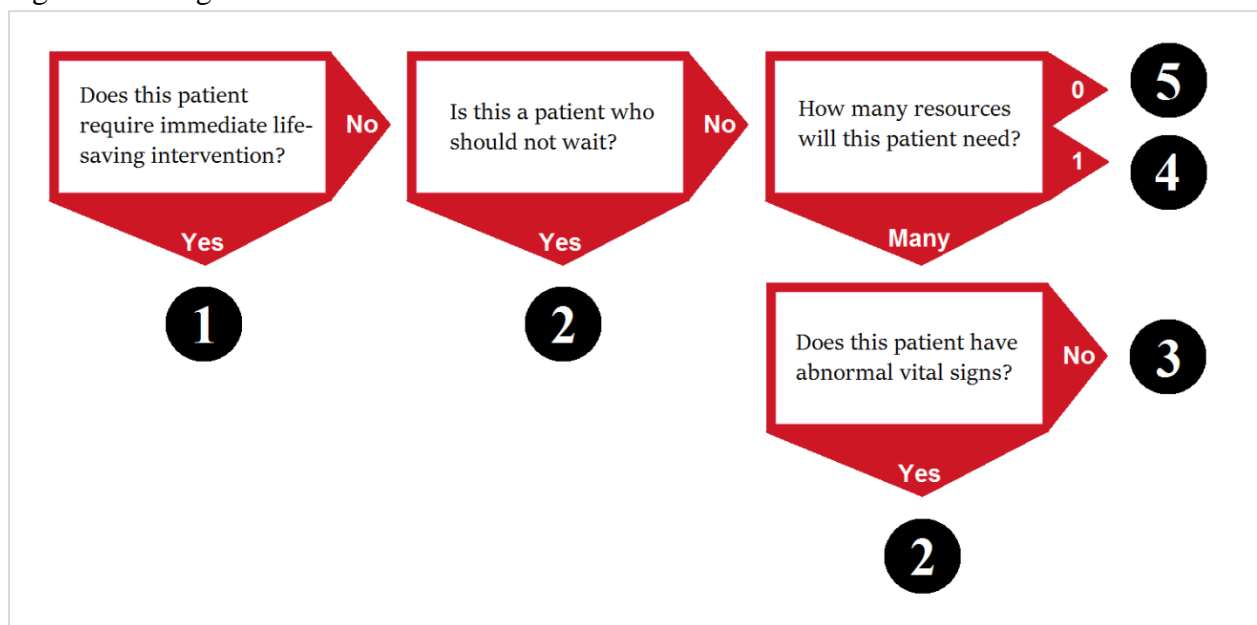 Does this patient
require immediate life-
saving intervention?
No
Yes
1
Is this a patient who
should not wait?
No
Yes
2
How many resources
will this patient need?
0
5
1
4
Many
Does this patient have
abnormal vital signs?
No
3
Yes
2